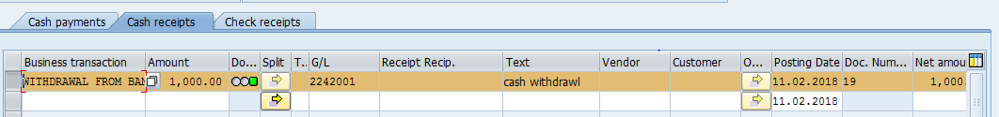 Cash payments Cash receipts Check receipts
Business transaction Amount Do... Split T.. G/L Receipt Recip. Text Vendor Customer O... Posting Date Doc. Num... Net amou
WITHDRAWAL FROM BAN 1,000.00 2242001 cash withdrawl 11.02.2018 19 1,000.
11.02.2018